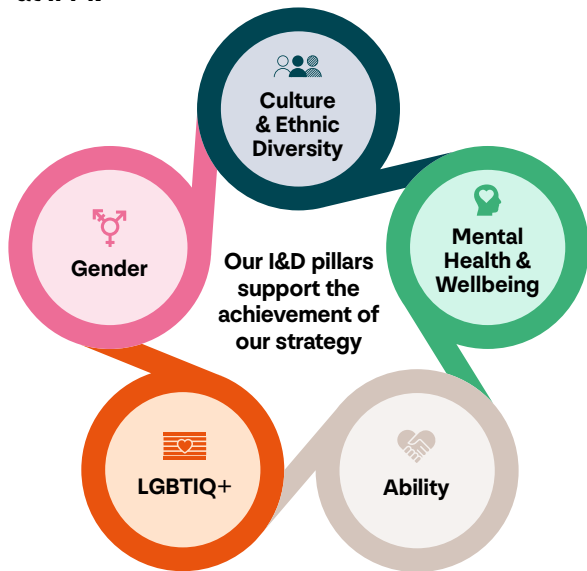 Culture
& Ethnic
Diversity
Mental
Health &
Wellbeing
Gender
Our I&D pillars
support the
achievement of
our strategy
LGBTIQ+
Ability